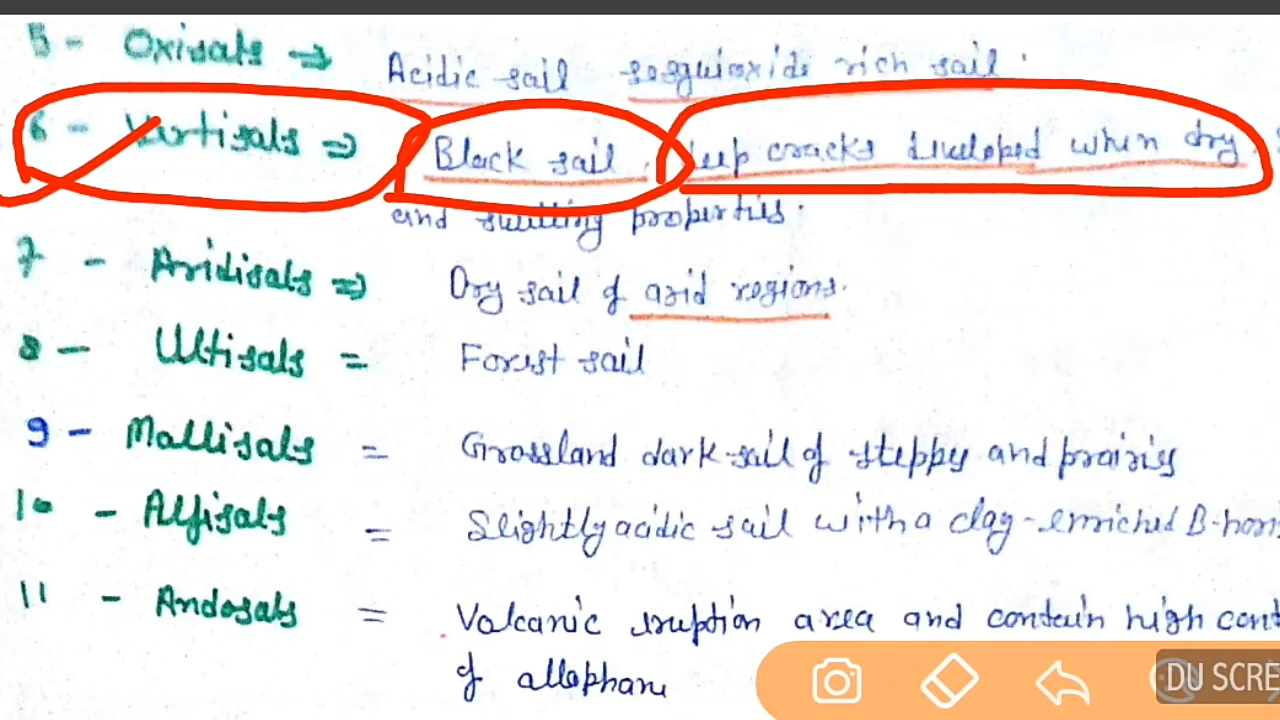 5 - Oxisols ⇒ Acidic soil sesquioxide rich soil.
6 - Vertisols ⇒ Black soil, deep cracks developed when dry,
and swelling properties.
7 - Aridisols ⇒ Dry soil of arid regions.
8 - Ultisols = Forest soil
9 - Mollisols = Grassland dark soil of steppy and prairisy
10 - Alfisols = Slightly acidic soil with a clay-enriched B-hori
11 - Andosols = Volcanic eruption area and contain high cont
of allophane
DU SCRE